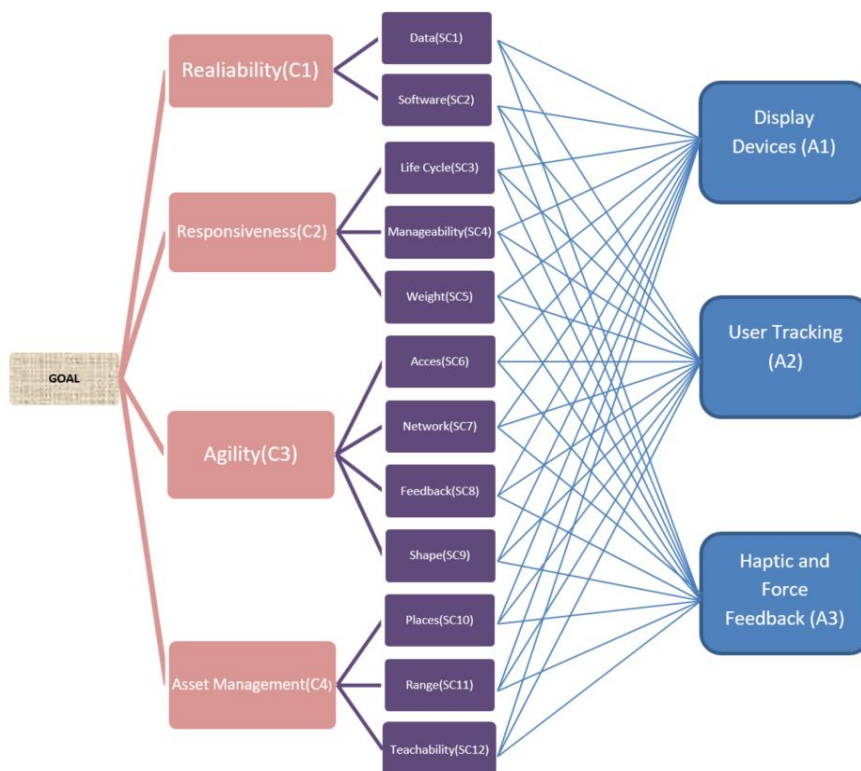 GOAL
Realiability(C1)
Responsiveness(C2)
Agility(C3)
Asset Management(C4)
Data(SC1)
Software(SC2)
Life Cycle(SC3)
Manageability(SC4)
Weight(SC5)
Acces(SC6)
Network(SC7)
Feedback(SC8)
Shape(SC9)
Places(SC10)
Range(SC11)
Teachability(SC12)
Display
Devices (A1)
User Tracking
(A2)
Haptic and
Force
Feedback (A3)